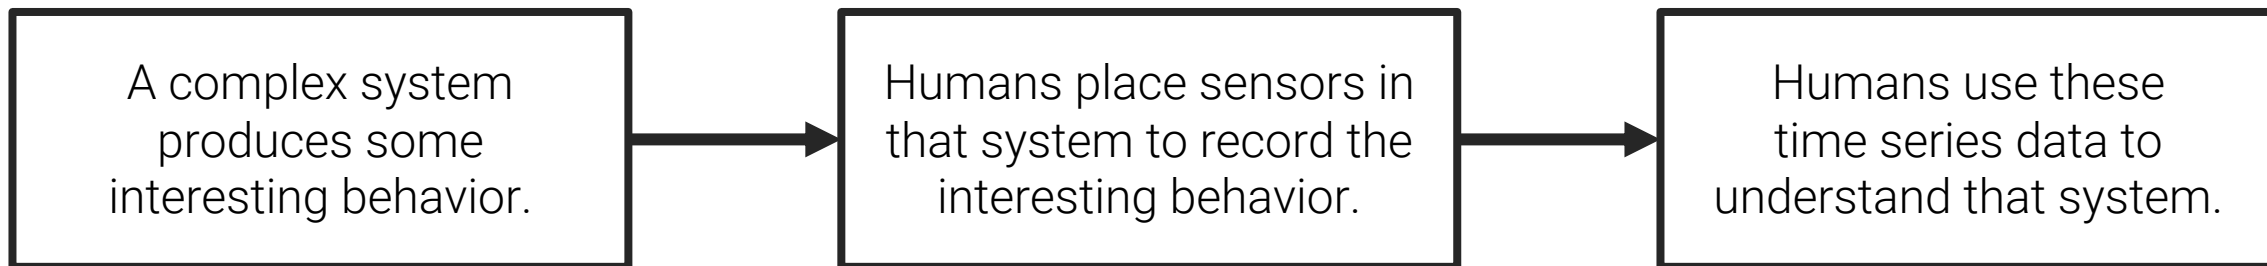 A complex system
produces some
interesting behavior.
Humans place sensors in
that system to record the
interesting behavior.
Humans use these
time series data to
understand that system.